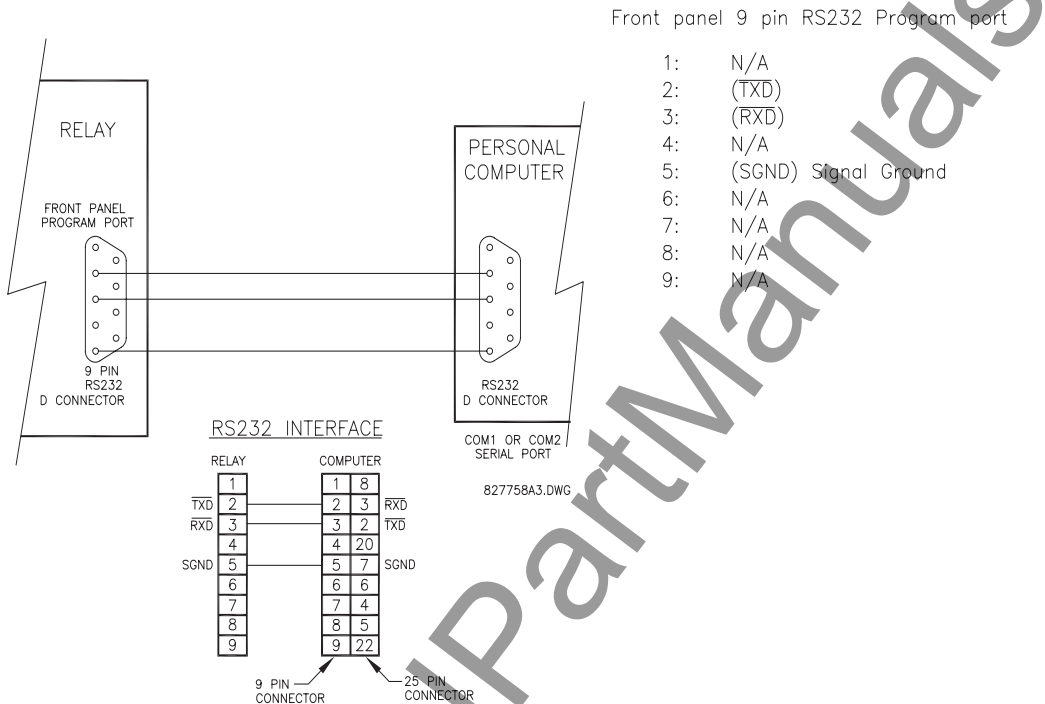 Front panel 9 pin RS232 Program port
1: N/A
2: (TXD)
3: (RXD)
4: N/A
5: (SGND) Signal Ground
6: N/A
7: N/A
8: N/A
9: N/A
RELAY
FRONT PANEL
PROGRAM PORT
9 PIN
RS232
D CONNECTOR
PERSONAL
COMPUTER
RS232
D CONNECTOR
COM1 OR COM2
SERIAL PORT
827758A3.DWG
RS232 INTERFACE
RELAY COMPUTER
1 1 8
TXD 2 2 3 RXD
RXD 3 3 2 TXD
4 4 20
SGND 5 5 7 SGND
6 6 6
7 7 4
8 8 5
9 9 22
9 PIN
CONNECTOR
25 PIN
CONNECTOR
lPartManuals